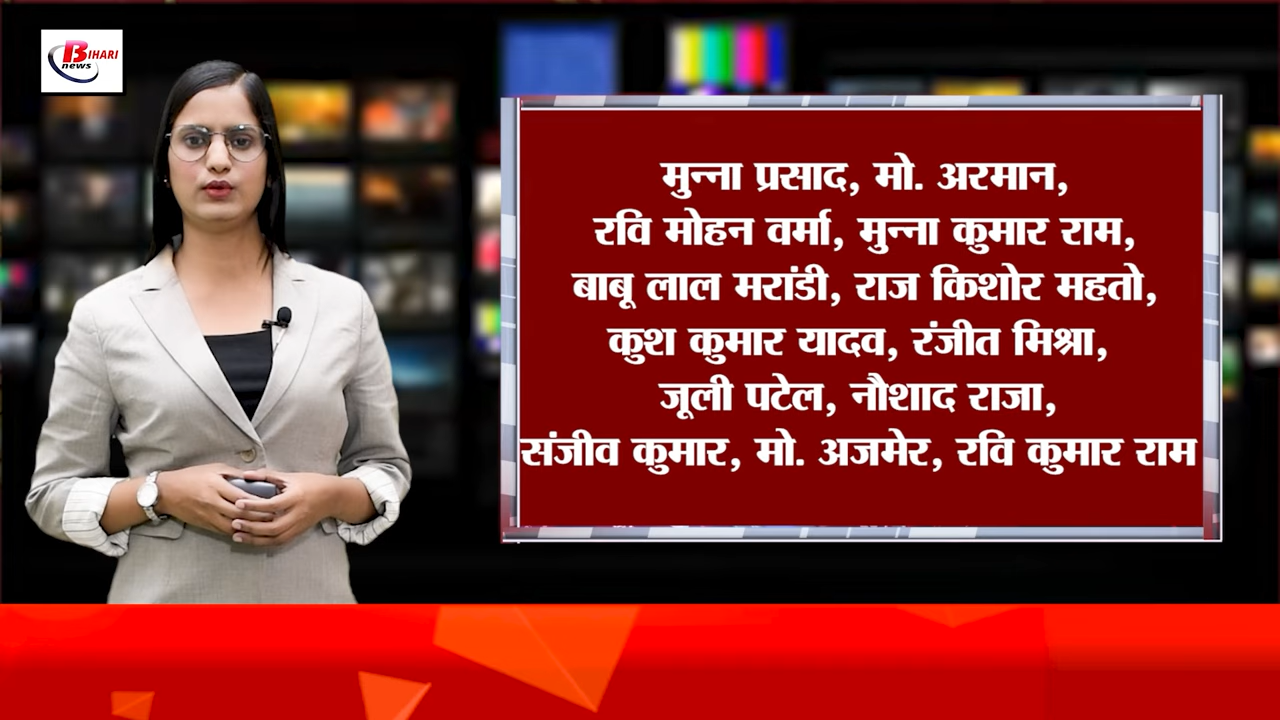 BIHARI
news
मुन्ना प्रसाद, मो. अरमान,
रवि मोहन वर्मा, मुन्ना कुमार राम,
बाबू लाल मरांडी, राज किशोर महतो,
कुश कुमार यादव, रंजीत मिश्रा,
जूली पटेल, नौशाद राजा,
संजीव कुमार, मो. अजमेर, रवि कुमार राम